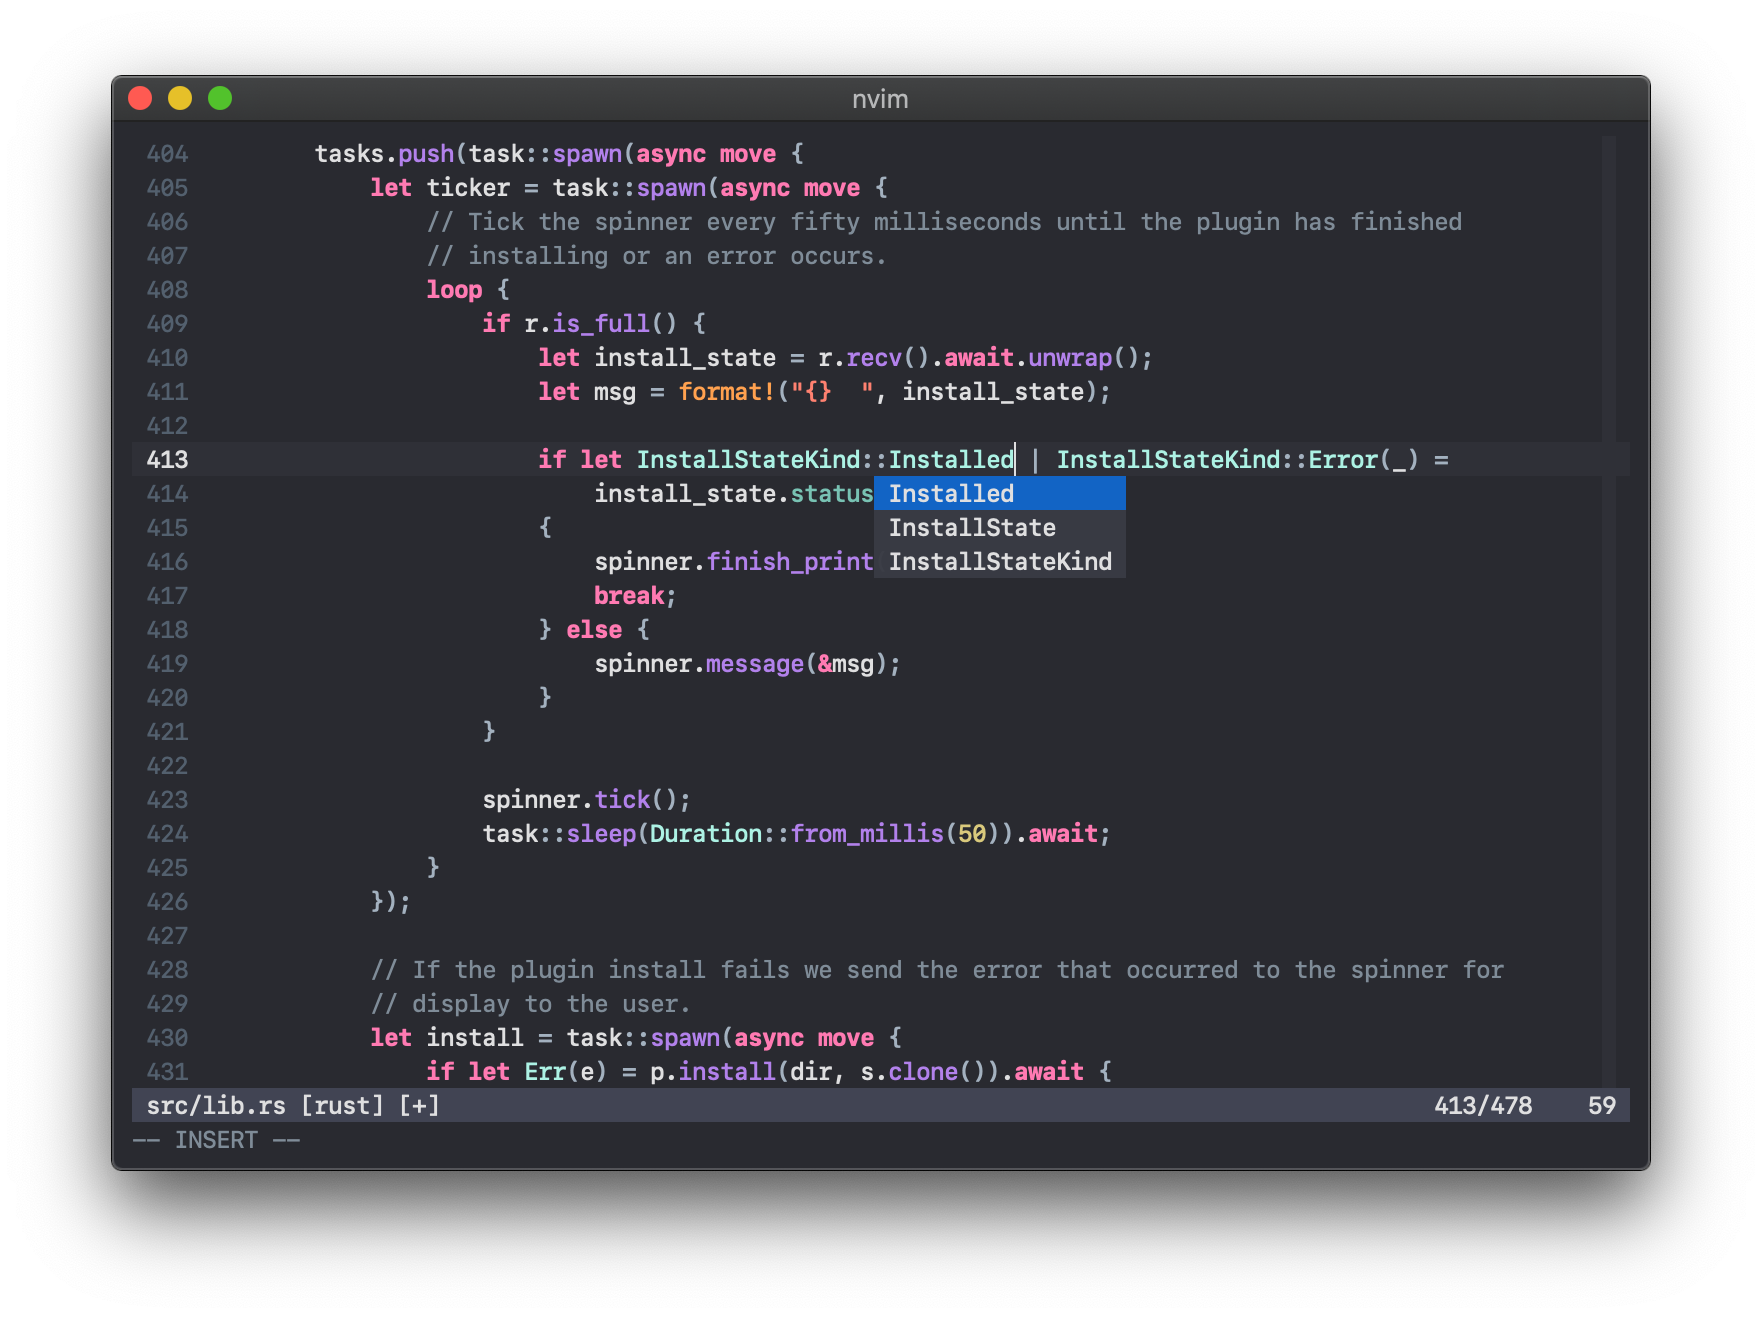 nvim
404         tasks.push(task::spawn(async move {
405             let ticker = task::spawn(async move {
406                 // Tick the spinner every fifty milliseconds until the plugin has finished
407                 // installing or an error occurs.
408                 loop {
409                     if r.is_full() {
410                         let install_state = r.recv().await.unwrap();
411                         let msg = format!("{}  ", install_state);
412
413                         if let InstallStateKind::Installed | InstallStateKind::Error(_) =
414                             install_state.status Installed
415                         { InstallState
416                             spinner.finish_print InstallStateKind
417                             break;
418                         } else {
419                             spinner.message(&msg);
420                         }
421                     }
422
423                     spinner.tick();
424                     task::sleep(Duration::from_millis(50)).await;
425                 }
426             });
427
428             // If the plugin install fails we send the error that occurred to the spinner for
429             // display to the user.
430             let install = task::spawn(async move {
431                 if let Err(e) = p.install(dir, s.clone()).await {
src/lib.rs [rust] [+] 413/478 59
-- INSERT --